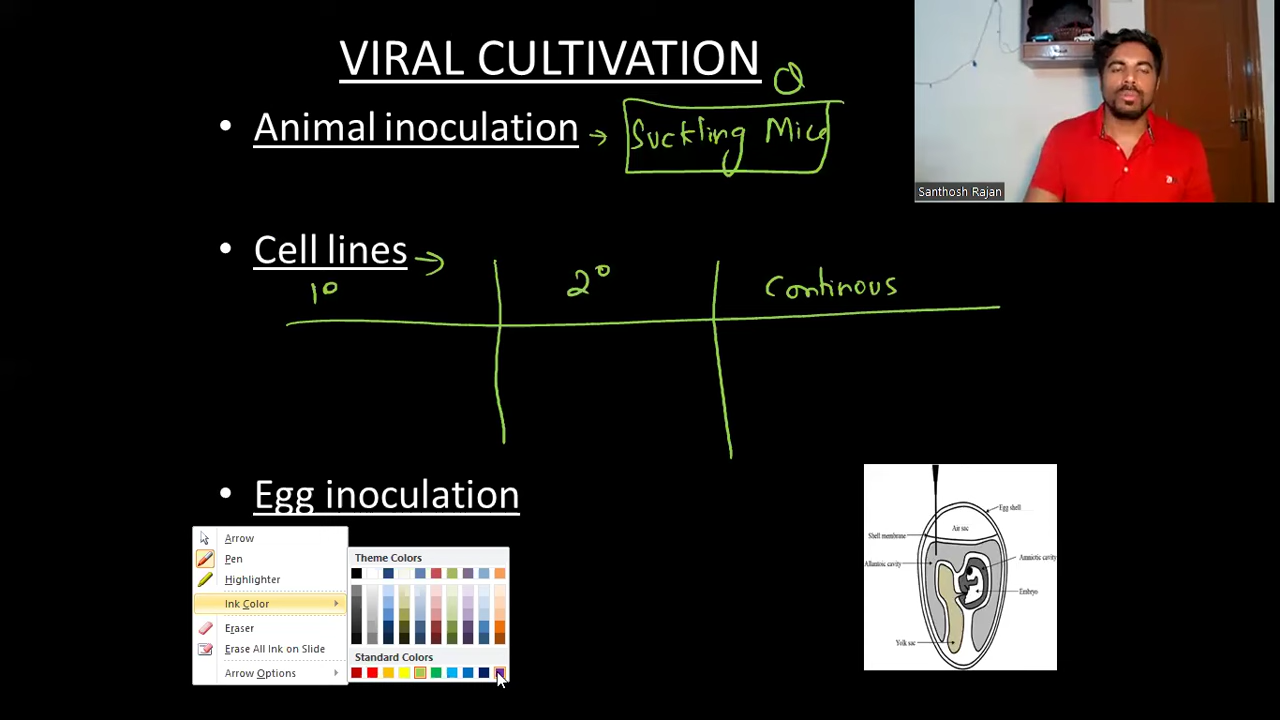 VIRAL CULTIVATION
• Animal inoculation → Suckling Mice
Santhosh Rajan
• Cell lines →
1° 2° Continous
• Egg inoculation
Arrow
Pen
Highlighter
Ink Color
Eraser
Erase All Ink on Slide
Arrow Options
Theme Colors
Standard Colors
Egg shell
Air sac
Shell membrane
Allantoic cavity
Amniotic cavity
Embryo
Yolk sac